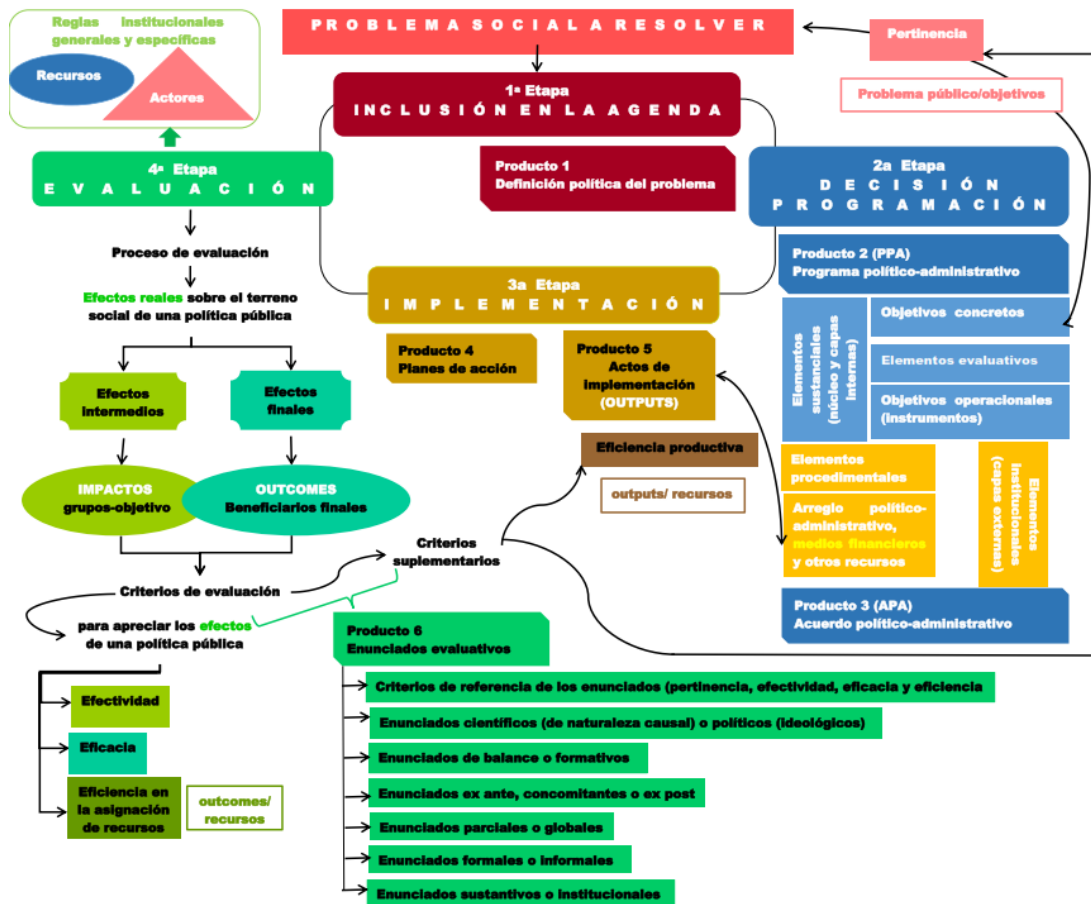 Reglas institucionales
generales y específicas
Recursos
Actores
PROBLEMA SOCIAL A RESOLVER
Pertinencia
Problema público/objetivos
1ª Etapa
INCLUSIÓN EN LA AGENDA
Producto 1
Definición política del problema
4ª Etapa
EVALUACIÓN
2a Etapa
DECISIÓN
PROGRAMACIÓN
Proceso de evaluación
Efectos reales sobre el terreno
social de una política pública
Efectos
intermedios
Efectos
finales
IMPACTOS
grupos-objetivo
OUTCOMES
Beneficiarios finales
3a Etapa
IMPLEMENTACIÓN
Producto 4
Planes de acción
Producto 5
Actos de
implementación
(OUTPUTS)
Eficiencia productiva
outputs/ recursos
Producto 2 (PPA)
Programa político-administrativo
Elementos
sustanciales
(núcleo y capas
internas)
Objetivos concretos
Elementos evaluativos
Objetivos operacionales
(instrumentos)
Elementos
procedimentales
Arreglo político-
administrativo,
medios financieros
y otros recursos
Elementos
institucionales
(capas externas)
Producto 3 (APA)
Acuerdo político-administrativo
Criterios
suplementarios
Criterios de evaluación
para apreciar los efectos
de una política pública
Efectividad
Eficacia
Eficiencia en
la asignación
de recursos
outcomes/
recursos
Producto 6
Enunciados evaluativos
Criterios de referencia de los enunciados (pertinencia, efectividad, eficacia y eficiencia
Enunciados científicos (de naturaleza causal) o políticos (ideológicos)
Enunciados de balance o formativos
Enunciados ex ante, concomitantes o ex post
Enunciados parciales o globales
Enunciados formales o informales
Enunciados sustantivos o institucionales